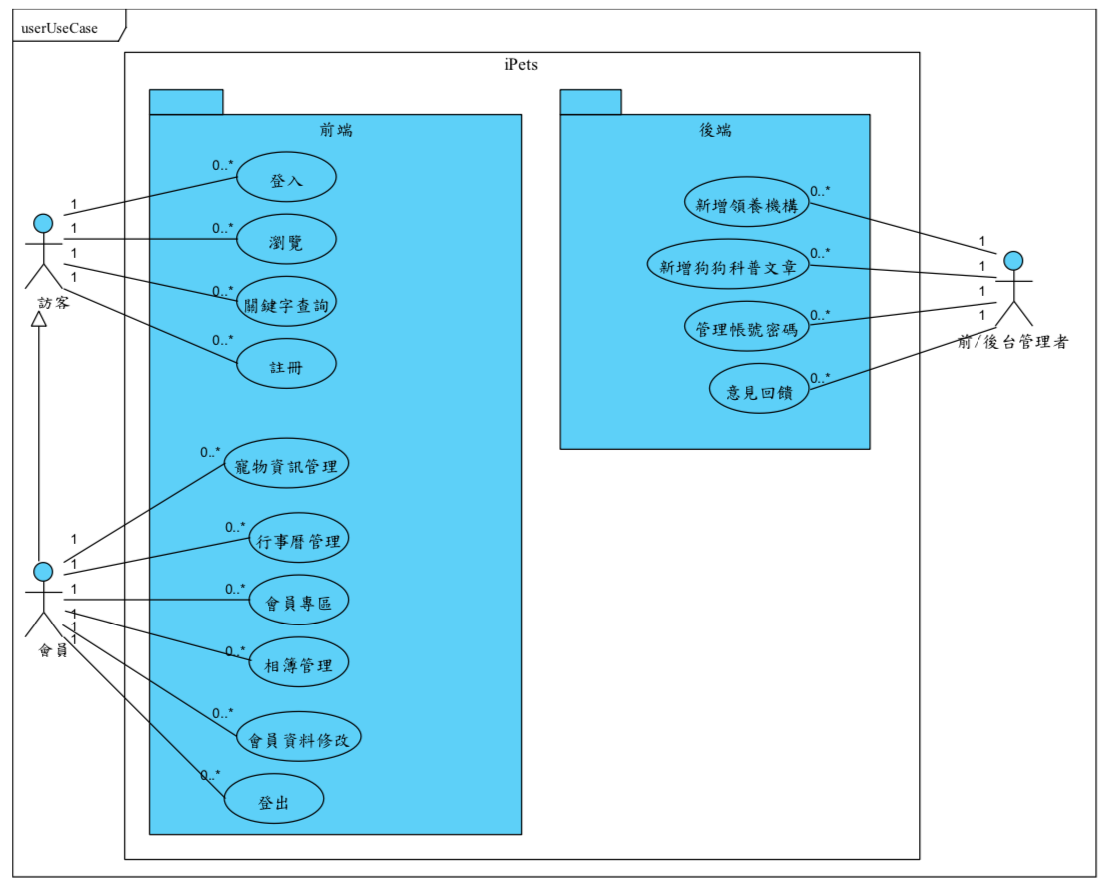 userUseCase
iPets
前端
0..*
登入
1
0..*
瀏覽
1
0..*
關鍵字查詢
1
0..*
註冊
1
訪客
0..*
寵物資訊管理
1
0..*
行事曆管理
1
0..*
會員專區
1
0..*
相簿管理
1
0..*
會員資料修改
1
0..*
登出
1
會員
後端
新增領養機構
0..*
1
新增狗狗科普文章
0..*
1
管理帳號密碼
0..*
1
意見回饋
0..*
1
前/後台管理者